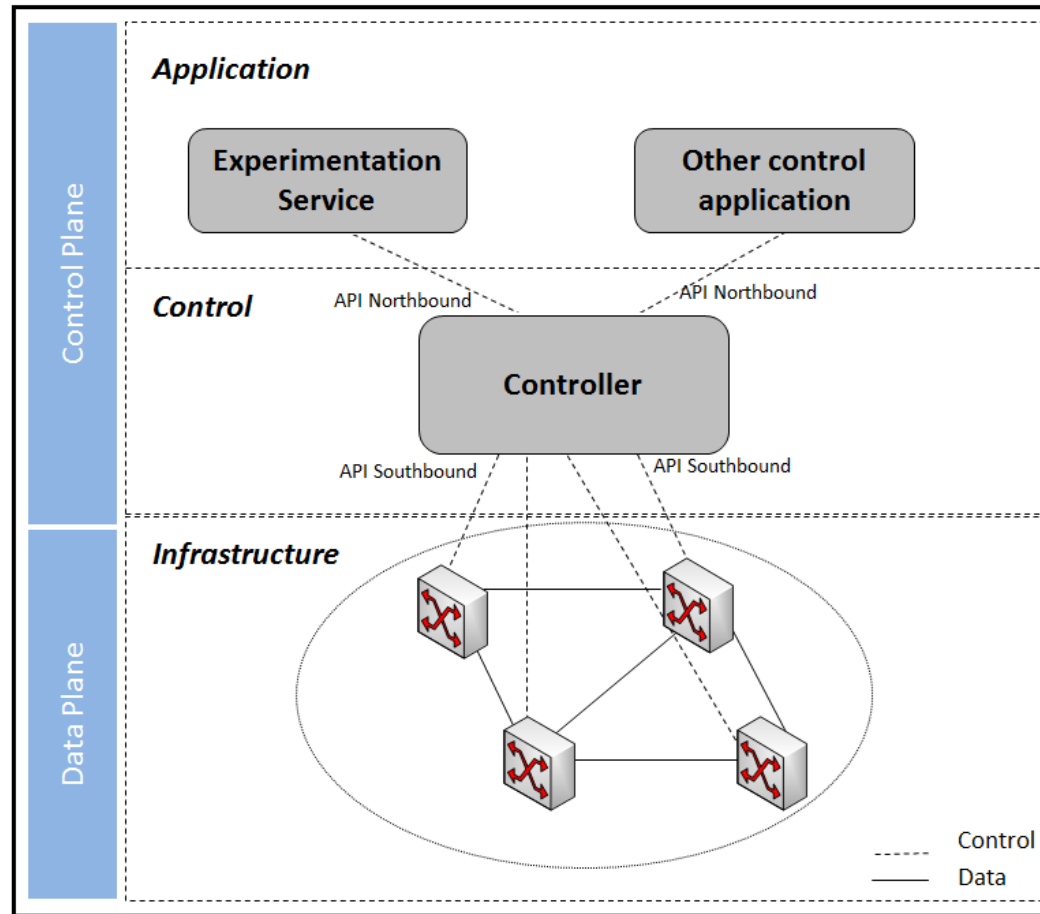 Control Plane
Application
Experimentation
Service
Other control
application
Control
API Northbound
API Northbound
Controller
API Southbound
API Southbound
Data Plane
Infrastructure
Control
Data